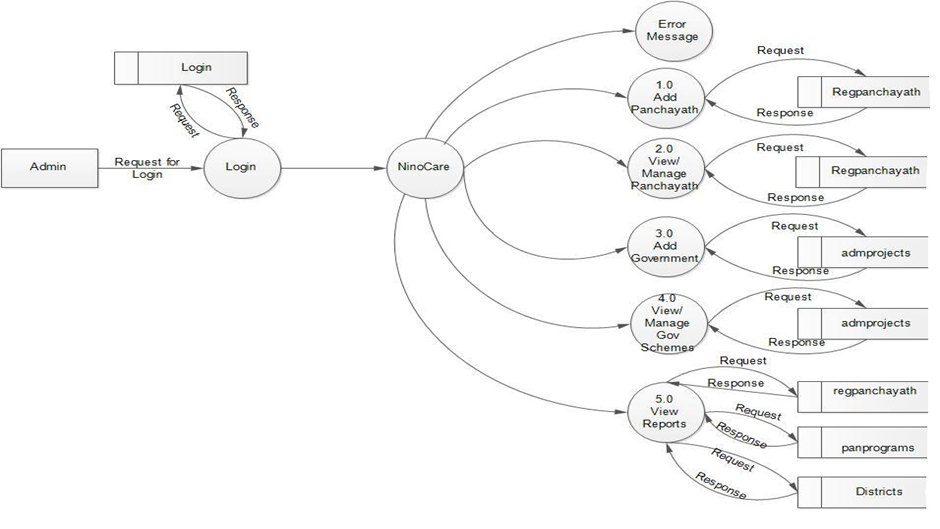 Login
Request
Response
Admin
Request for
Login
Login
NinoCare
Error
Message
1.0
Add
Panchayath
Request
Response
Regpanchayath
2.0
View/
Manage
Panchayath
Request
Response
Regpanchayath
3.0
Add
Government
Request
Response
admprojects
4.0
View/
Manage
Gov
Schemes
Request
Response
admprojects
5.0
View
Reports
Request
Response
regpanchayath
Request
Response
panprograms
Request
Response
Districts